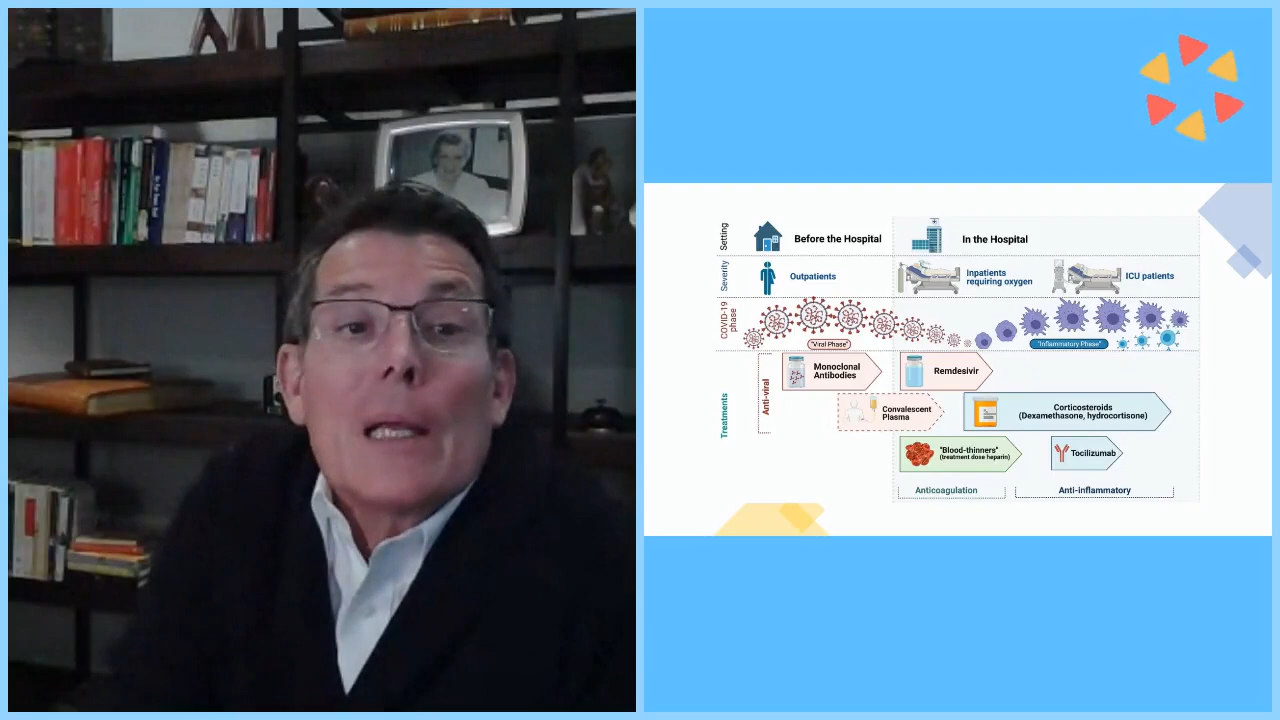 Setting
Before the Hospital
In the Hospital
Severity
Outpatients
Inpatients
requiring oxygen
ICU patients
COVID-19
phase
"Viral Phase"
"Inflammatory Phase"
Treatments
Anti-viral
Monoclonal
Antibodies
Remdesivir
Convalescent
Plasma
Corticosteroids
(Dexamethasone, hydrocortisone)
"Blood-thinners"
(treatment dose heparin)
Tocilizumab
Anticoagulation
Anti-inflammatory